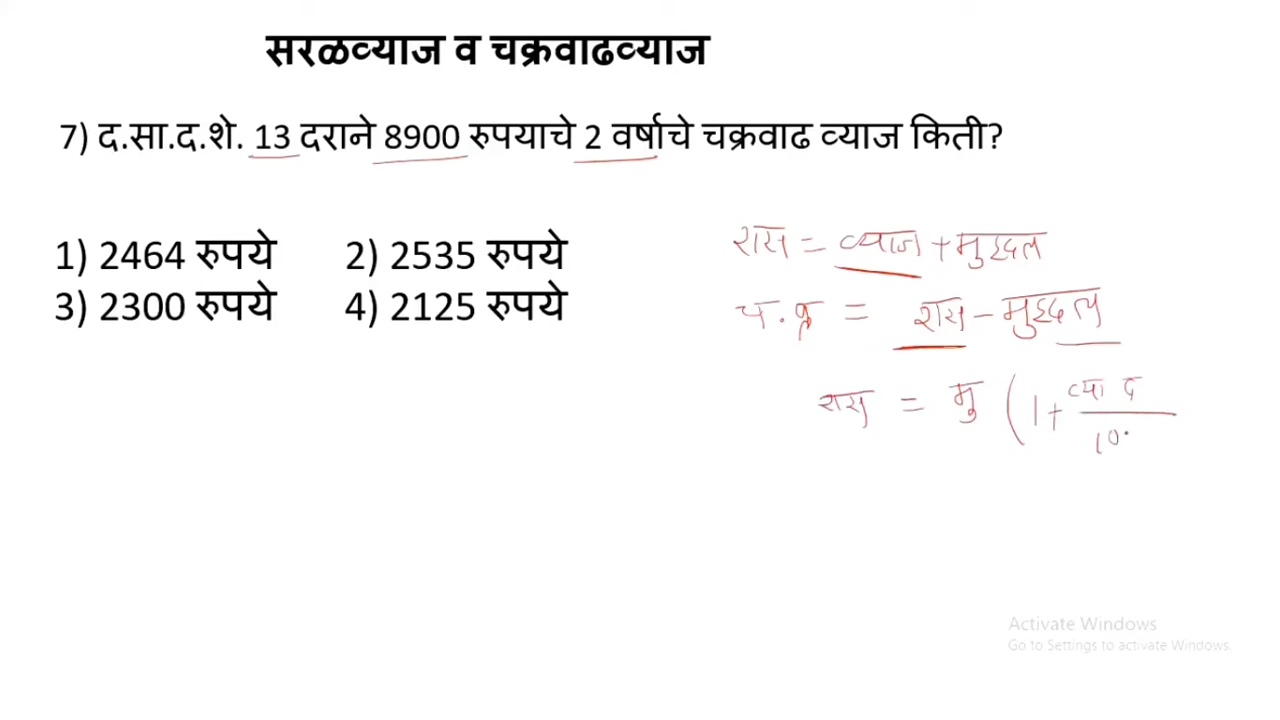 सरळव्याज व चक्रवाढव्याज
7) द.सा.द.शे. 13 दराने 8900 रुपयाचे 2 वर्षाचे चक्रवाढ व्याज किती?
1) 2464 रुपये 2) 2535 रुपये
3) 2300 रुपये 4) 2125 रुपये
रास = व्याज + मुद्दल
= रास - मुद्दल
रास = मु ( 1 + व्या द / 10
Activate Windows
Go to Settings to activate Windows.